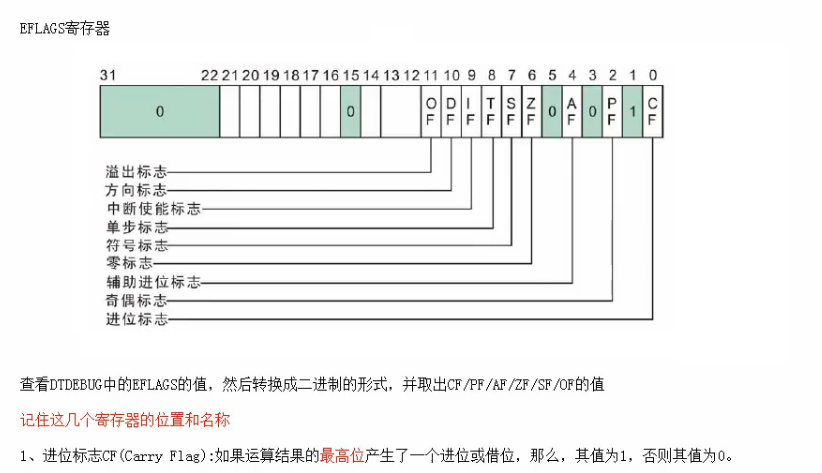 EFLAGS寄存器
31 22 21 20 19 18 17 16 15 14 13 12 11 10 9 8 7 6 5 4 3 2 1 0
0 0 OF DF IF TF SF ZF 0 AF 0 PF 1 CF
溢出标志
方向标志
中断使能标志
单步标志
符号标志
零标志
辅助进位标志
奇偶标志
进位标志
查看DTDEBUG中的EFLAGS的值，然后转换成二进制的形式，并取出CF/PF/AF/ZF/SF/OF的值
记住这几个寄存器的位置和名称
1、进位标志CF(Carry Flag):如果运算结果的最高位产生了一个进位或借位，那么，其值为1，否则其值为0。